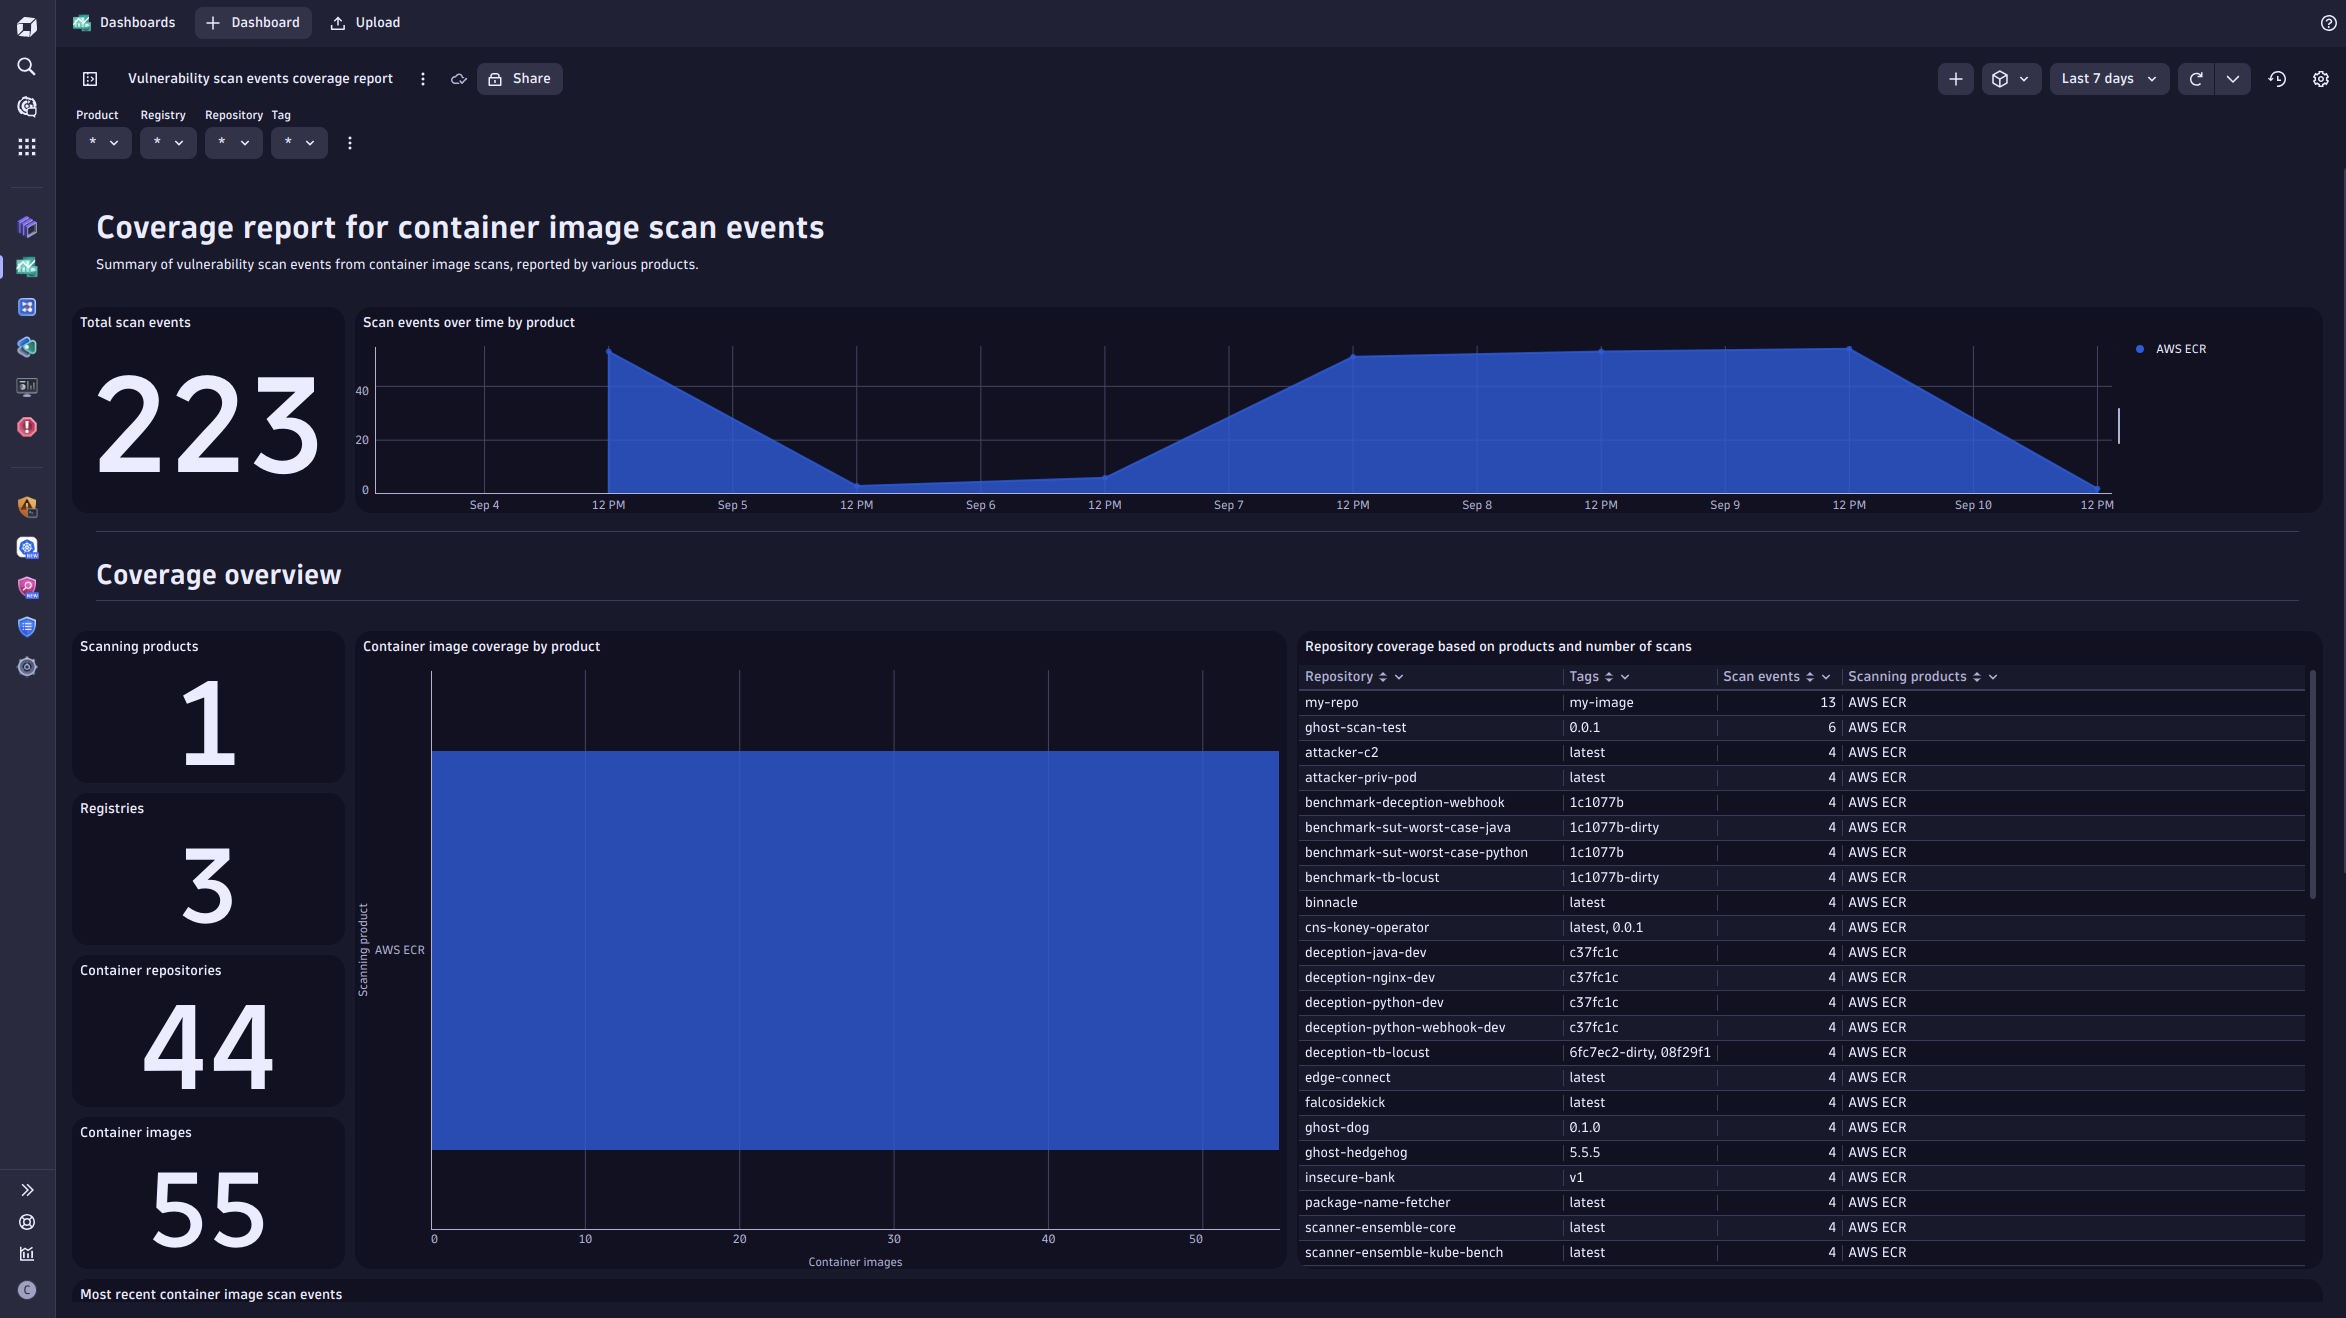 Dashboards
Dashboard
Upload
Vulnerability scan events coverage report
Share
Last 7 days
Product
Registry
Repository
Tag
*
*
*
*
Coverage report for container image scan events
Summary of vulnerability scan events from container image scans, reported by various products.
Total scan events
223
Scan events over time by product
40
20
0
Sep 4
12 PM
Sep 5
12 PM
Sep 6
12 PM
Sep 7
12 PM
Sep 8
12 PM
Sep 9
12 PM
Sep 10
12 PM
AWS ECR
Coverage overview
Scanning products
1
Registries
3
Container repositories
44
Container images
55
Container image coverage by product
Scanning product
AWS ECR
0
10
20
30
40
50
Container images
Repository coverage based on products and number of scans
Repository Tags Scan events Scanning products
my-repo my-image 13 AWS ECR
ghost-scan-test 0.0.1 6 AWS ECR
attacker-c2 latest 4 AWS ECR
attacker-priv-pod latest 4 AWS ECR
benchmark-deception-webhook 1c1077b 4 AWS ECR
benchmark-sut-worst-case-java 1c1077b-dirty 4 AWS ECR
benchmark-sut-worst-case-python 1c1077b 4 AWS ECR
benchmark-tb-locust 1c1077b-dirty 4 AWS ECR
binnacle latest 4 AWS ECR
cns-koney-operator latest, 0.0.1 4 AWS ECR
deception-java-dev c37fc1c 4 AWS ECR
deception-nginx-dev c37fc1c 4 AWS ECR
deception-python-dev c37fc1c 4 AWS ECR
deception-python-webhook-dev c37fc1c 4 AWS ECR
deception-tb-locust 6fc7ec2-dirty, 08f29f1 4 AWS ECR
edge-connect latest 4 AWS ECR
falcosidekick latest 4 AWS ECR
ghost-dog 0.1.0 4 AWS ECR
ghost-hedgehog 5.5.5 4 AWS ECR
insecure-bank v1 4 AWS ECR
package-name-fetcher latest 4 AWS ECR
scanner-ensemble-core latest 4 AWS ECR
scanner-ensemble-kube-bench latest 4 AWS ECR
Most recent container image scan events
NEW
NEW
C